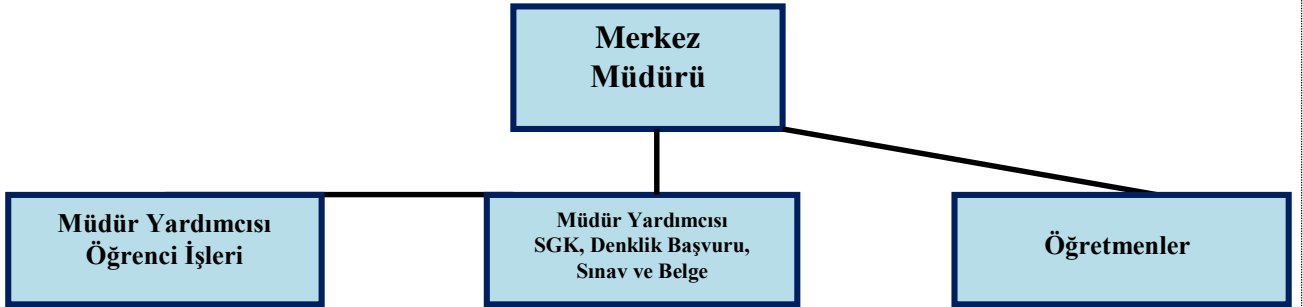 Merkez
Müdürü
Müdür Yardımcısı
Öğrenci İşleri
Müdür Yardımcısı
SGK, Denklik Başvuru,
Sınav ve Belge
Öğretmenler